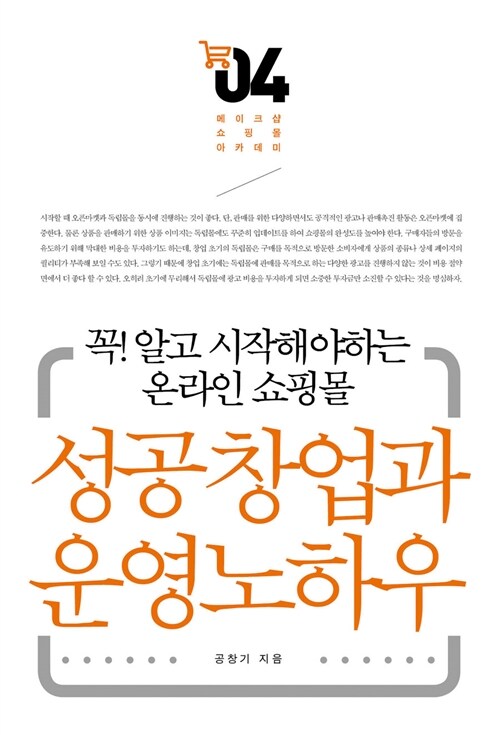 04
메이크샵
쇼핑몰
아카데미
시작할 때 오픈마켓과 독립몰을 동시에 진행하는 것이 좋다. 단, 판매를 위한 다양하면서도 공격적인 광고나 판매촉진 활동은 오픈마켓에 집
중한다. 물론 상품을 판매하기 위한 상품 이미지는 독립몰에도 꾸준히 업데이트를 하여 쇼핑몰의 완성도를 높여야 한다. 구매자들의 방문을
유도하기 위해 막대한 비용을 투자하기도 하는데, 창업 초기의 독립몰은 구매를 목적으로 방문한 소비자에게 상품의 종류나 상세 페이지의
퀄리티가 부족해 보일 수도 있다. 그렇기 때문에 창업 초기에는 독립몰에 판매를 목적으로 하는 다양한 광고를 진행하지 않는 것이 비용 절약
면에서 더 좋다 할 수 있다. 오히려 초기에 무리해서 독립몰에 광고 비용을 투자하게 되면 소중한 투자금만 소진할 수 있다는 것을 명심하자.
꼭! 알고 시작해야하는
온라인 쇼핑몰
성공창업과
운영노하우
공창기 지음